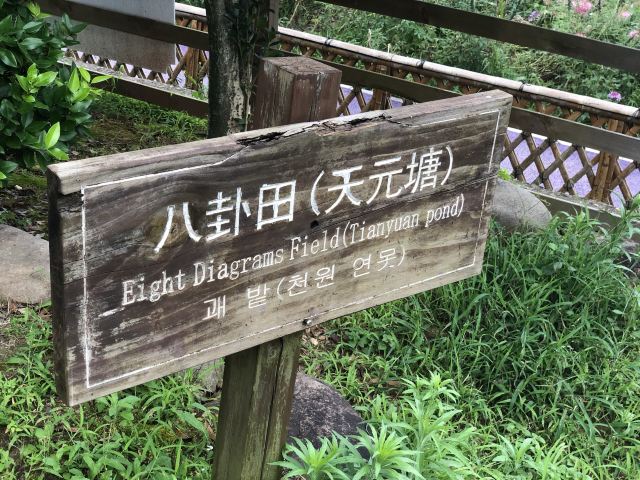 八卦田(天元塘)
Eight Diagrams Field(Tianyuan pond)
괘 밭(천원 연못)